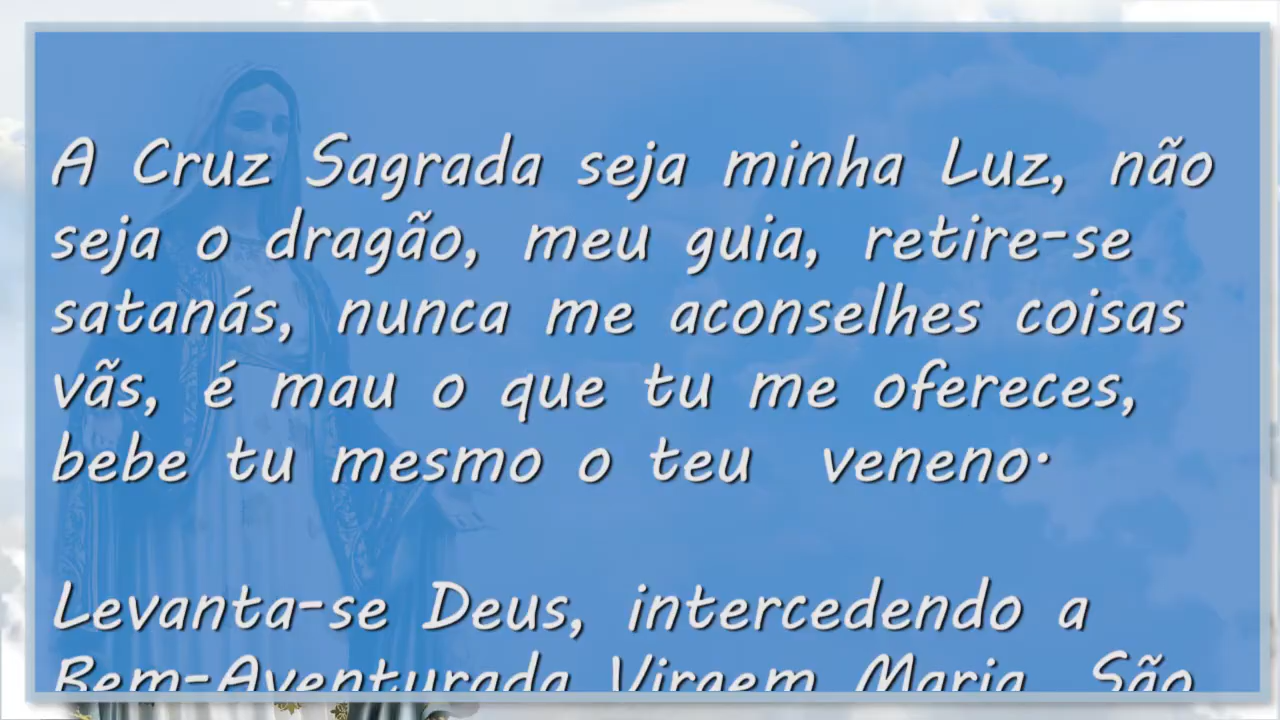 A Cruz Sagrada seja minha Luz, não
seja o dragão, meu guia, retire-se
satanás, nunca me aconselhes coisas
vãs, é mau o que tu me ofereces,
bebe tu mesmo o teu veneno.
Levanta-se Deus, intercedendo a
Bem-Aventurada Virgem Maria, São